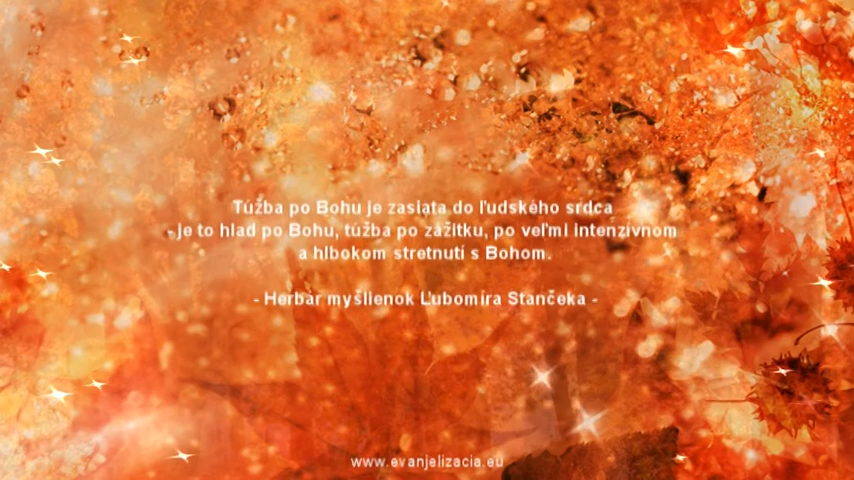 Túžba po Bohu je zasiata do ľudského srdca
- je to hlad po Bohu, túžba po zážitku, po veľmi intenzívnom
a hlbokom stretnutí s Bohom.
- Herbár myšlienok Ľubomíra Stančeka -
www.evanjelizacia.eu